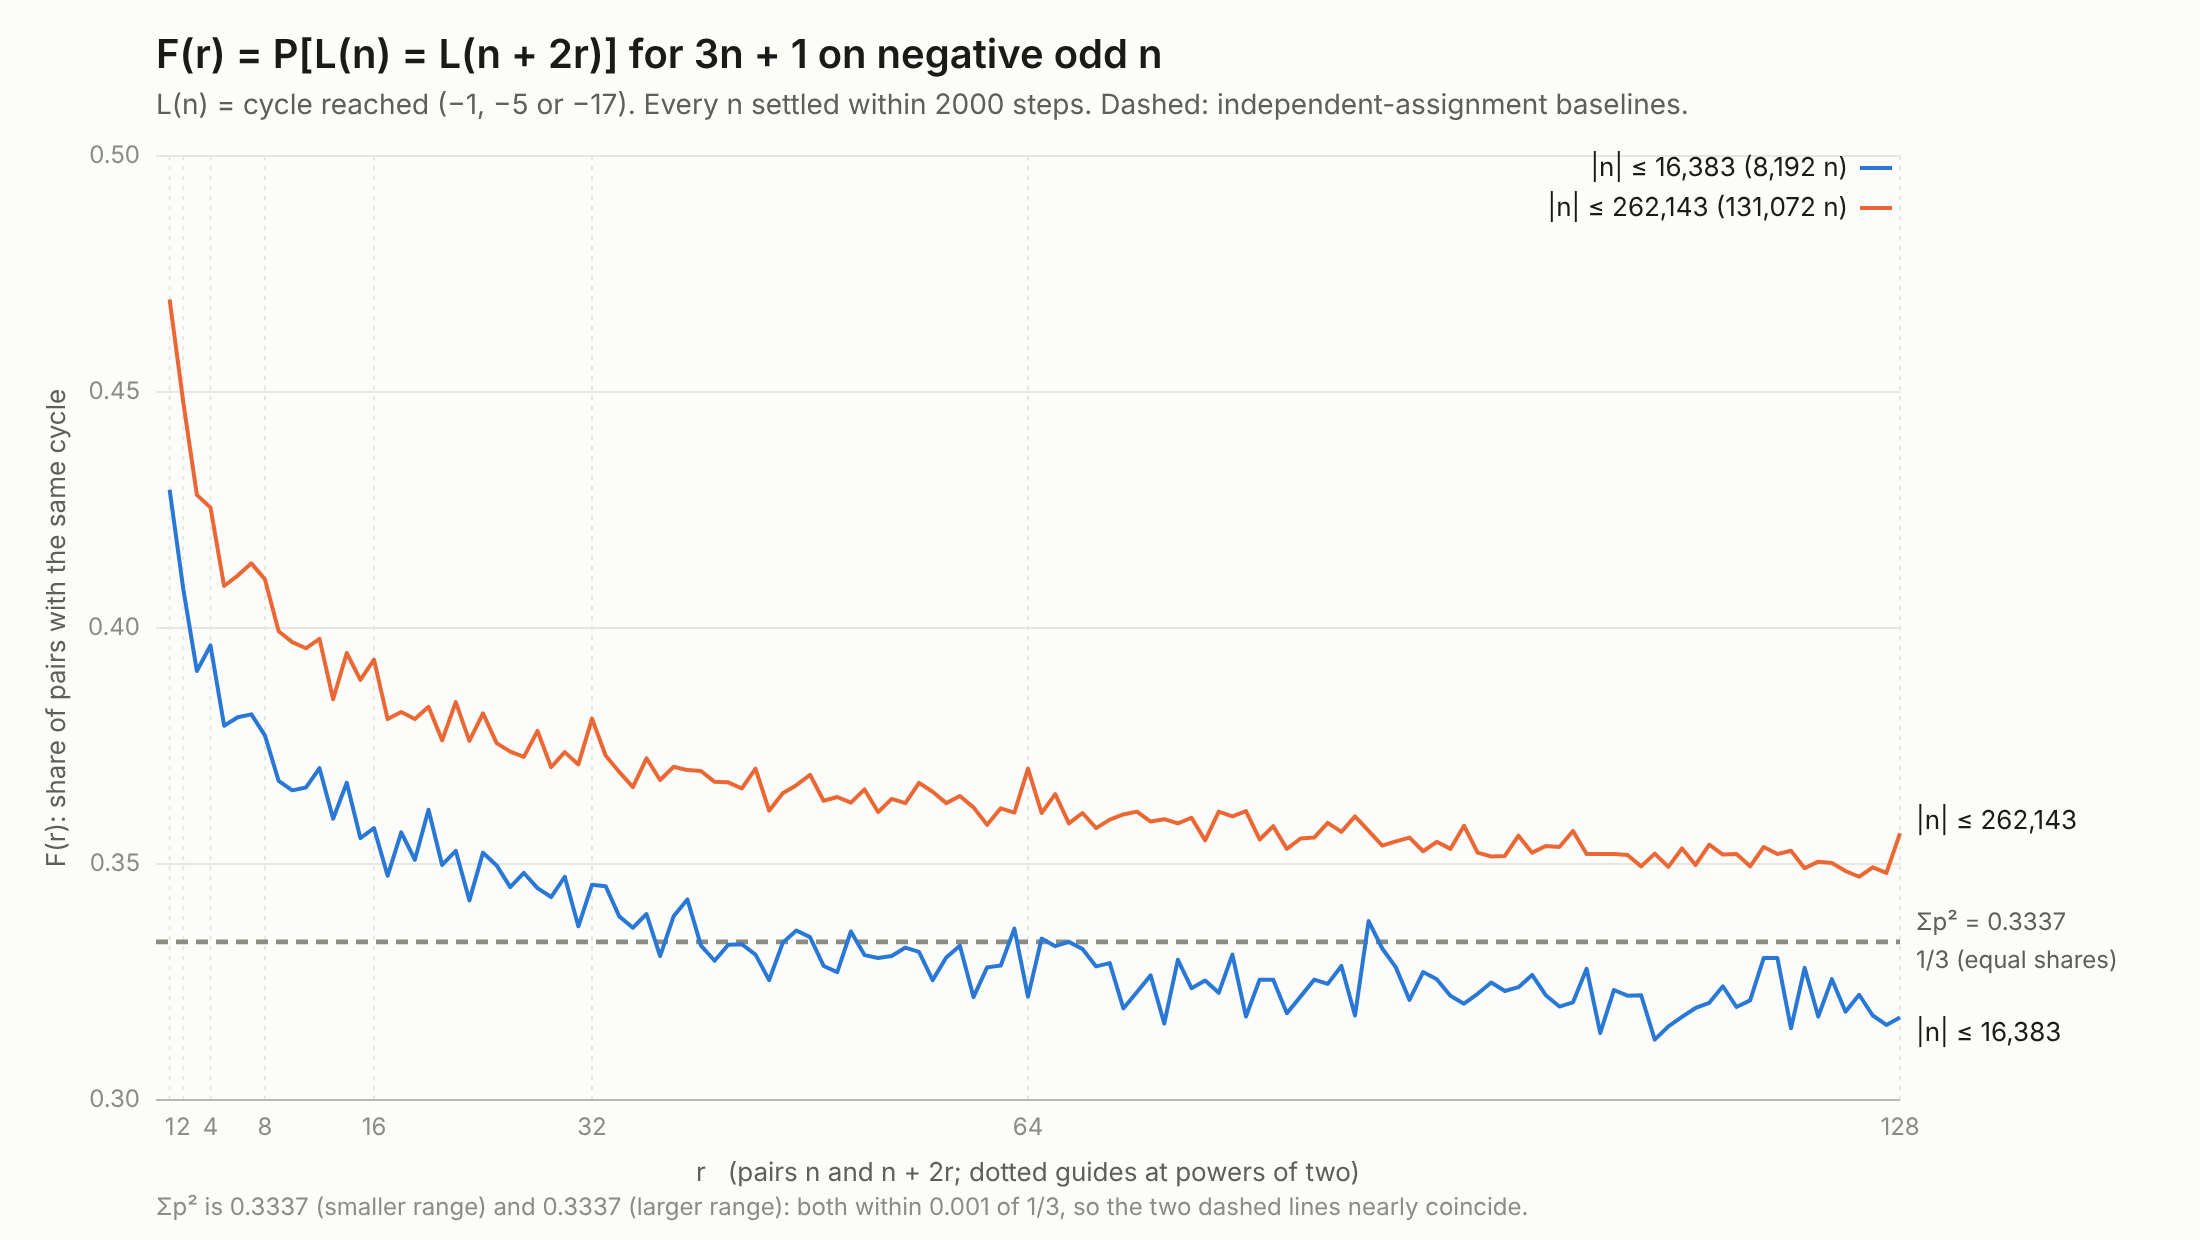 F(r) = P[L(n) = L(n + 2r)] for 3n + 1 on negative odd n
L(n) = cycle reached (−1, −5 or −17). Every n settled within 2000 steps. Dashed: independent-assignment baselines.
|n| ≤ 16,383 (8,192 n)
|n| ≤ 262,143 (131,072 n)
F(r): share of pairs with the same cycle
0.50
0.45
0.40
0.35
0.30
|n| ≤ 262,143
Σp² = 0.3337
1/3 (equal shares)
|n| ≤ 16,383
1 2 4 8 16 32 64 128
r (pairs n and n + 2r; dotted guides at powers of two)
Σp² is 0.3337 (smaller range) and 0.3337 (larger range): both within 0.001 of 1/3, so the two dashed lines nearly coincide.